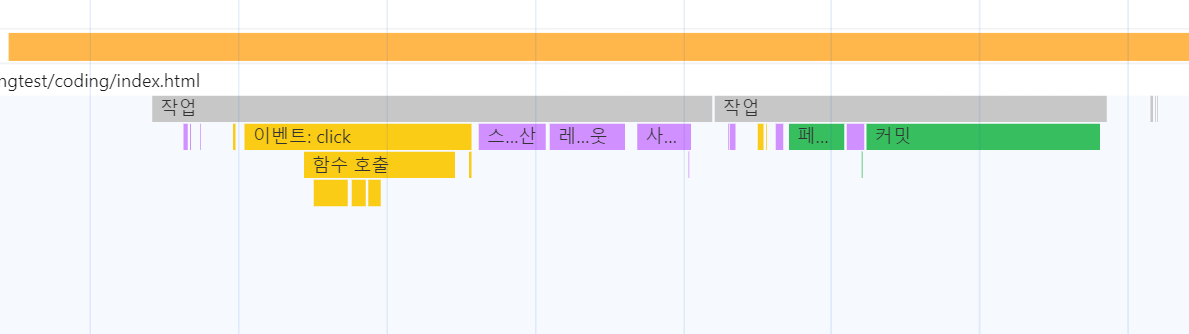 ngtest/coding/index.html
작업 작업
이벤트: click 스...산 레...웃 사... 페... 커밋
함수 호출